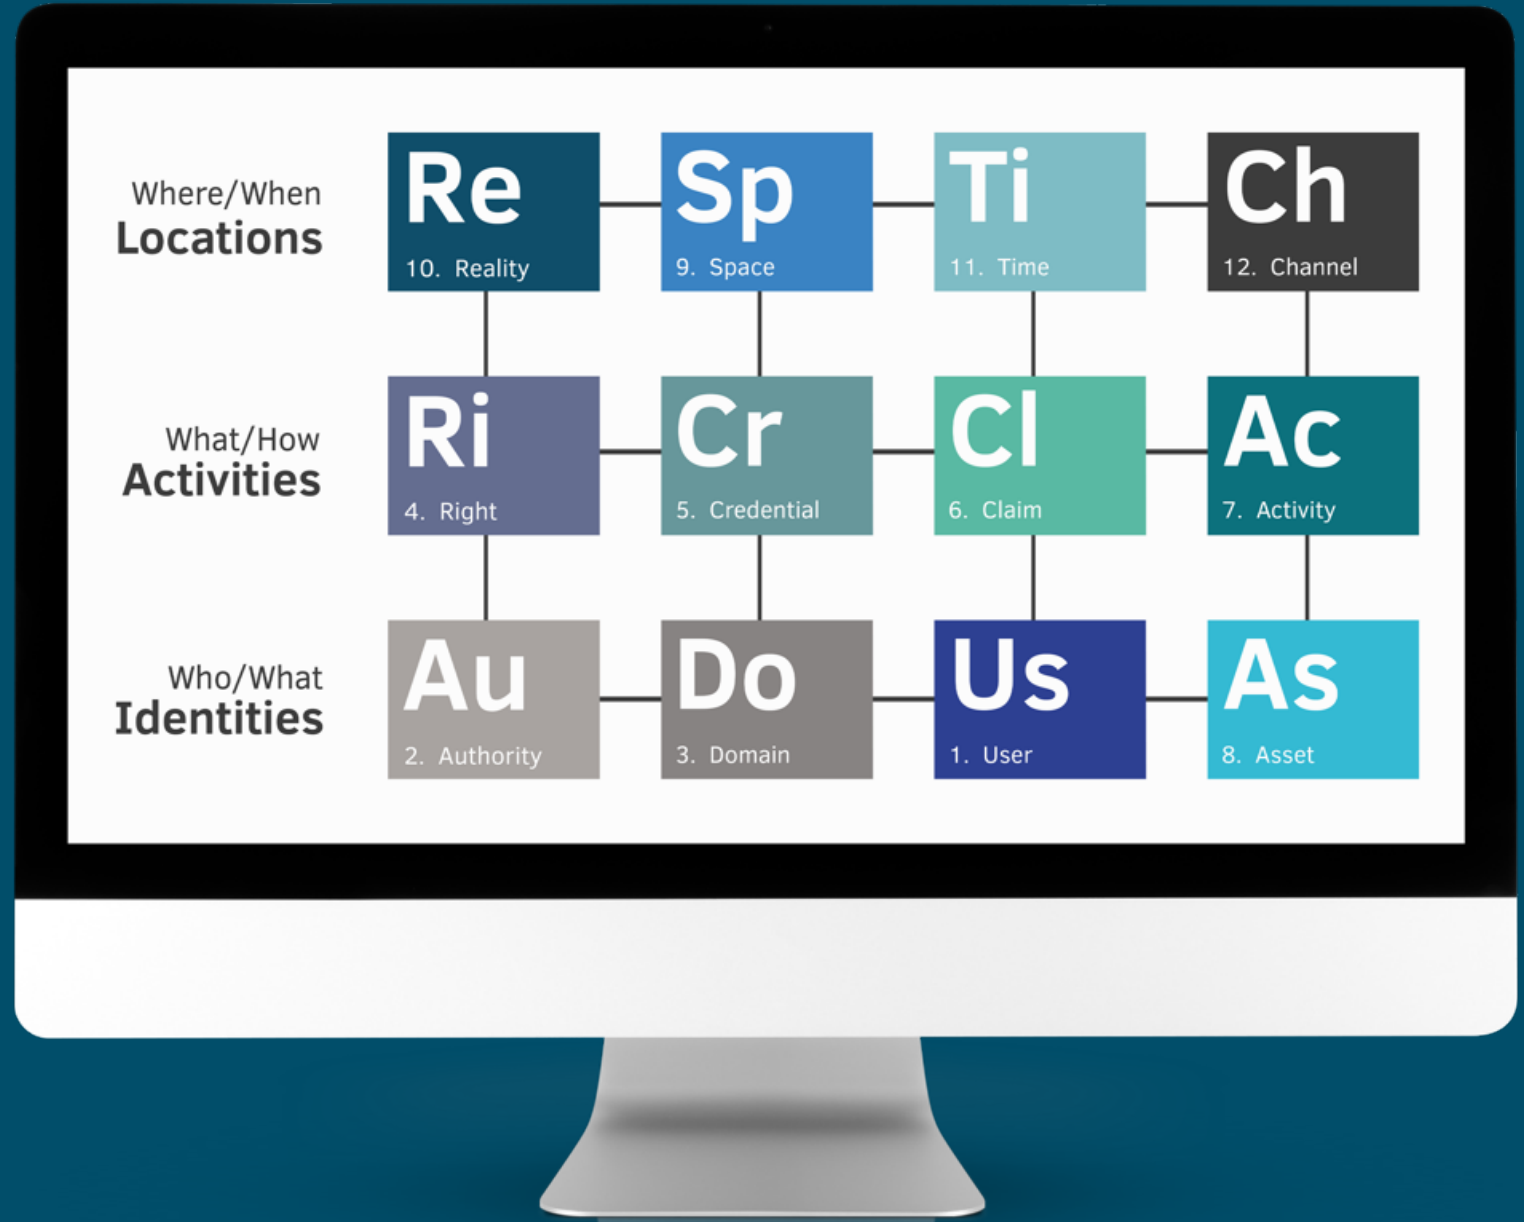 Where/When
Locations
Re
10. Reality
Sp
9. Space
Ti
11. Time
Ch
12. Channel
What/How
Activities
Ri
4. Right
Cr
5. Credential
Cl
6. Claim
Ac
7. Activity
Who/What
Identities
Au
2. Authority
Do
3. Domain
Us
1. User
As
8. Asset